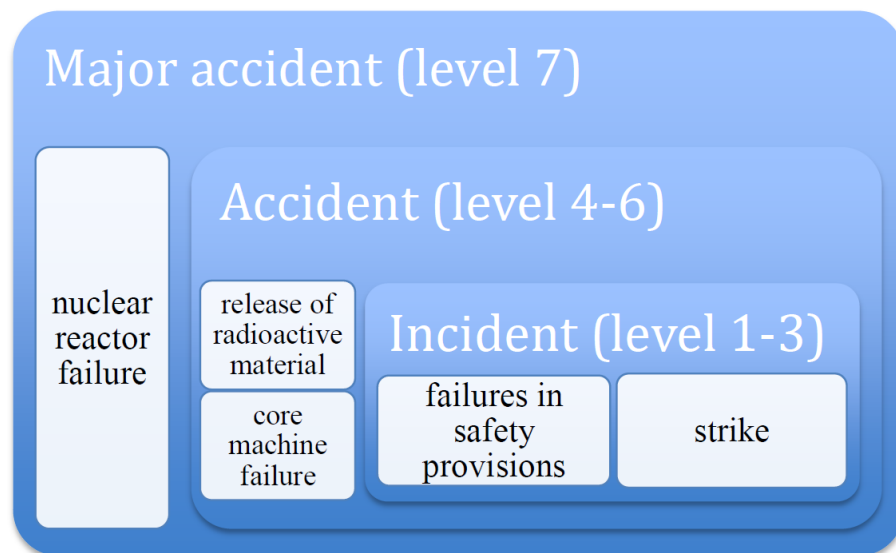 Major accident (level 7)
nuclear
reactor
failure
Accident (level 4-6)
release of
radioactive
material
core
machine
failure
Incident (level 1-3)
failures in
safety
provisions
strike